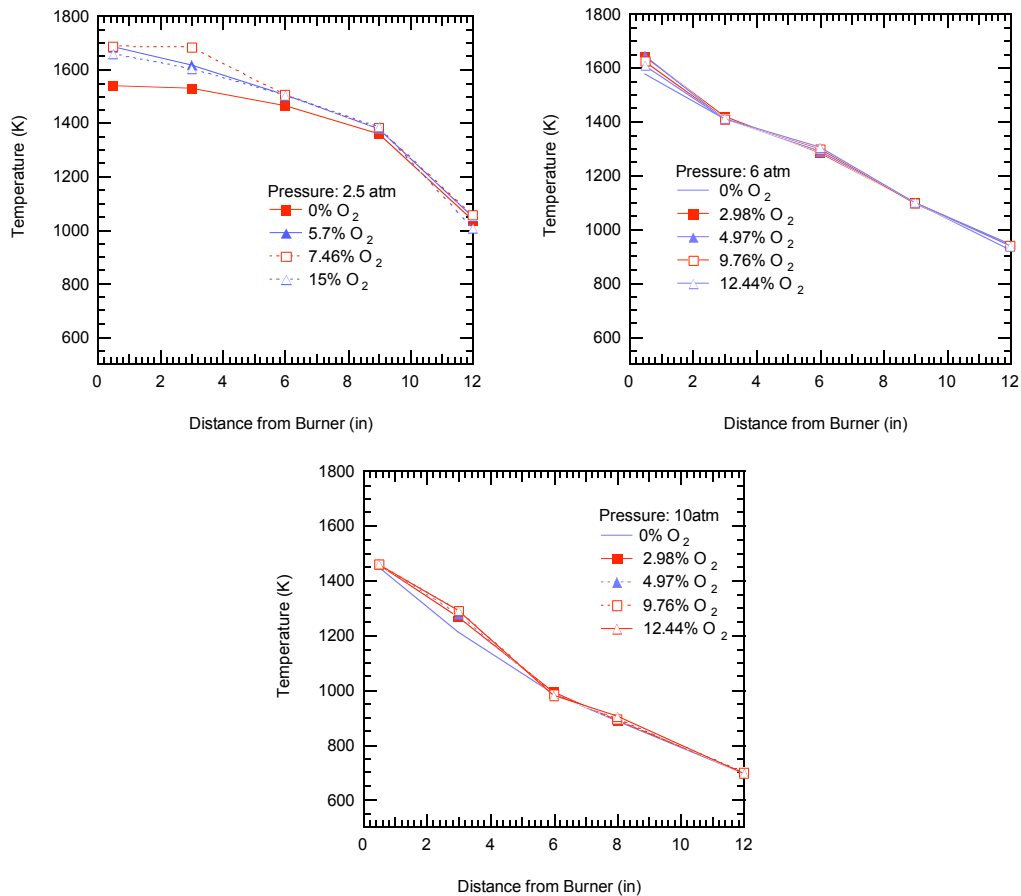 1800
1600
1400
1200
1000
800
600
Temperature (K)
Pressure: 2.5 atm
0% O2
5.7% O2
7.46% O2
15% O2
0 2 4 6 8 10 12
Distance from Burner (in)
1800
1600
1400
1200
1000
800
600
Temperature (K)
Pressure: 6 atm
0% O2
2.98% O2
4.97% O2
9.76% O2
12.44% O2
0 2 4 6 8 10 12
Distance from Burner (in)
1800
1600
1400
1200
1000
800
600
Temperature (K)
Pressure: 10atm
0% O2
2.98% O2
4.97% O2
9.76% O2
12.44% O2
0 2 4 6 8 10 12
Distance from Burner (in)